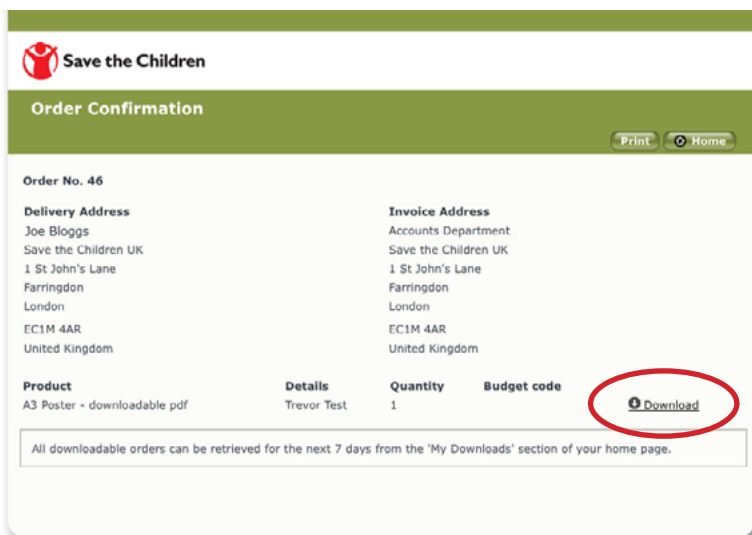 Save the Children
Order Confirmation
Print Home
Order No. 46
Delivery Address
Joe Bloggs
Save the Children UK
1 St John's Lane
Farringdon
London
EC1M 4AR
United Kingdom
Invoice Address
Accounts Department
Save the Children UK
1 St John's Lane
Farringdon
London
EC1M 4AR
United Kingdom
Product Details Quantity Budget code
A3 Poster - downloadable pdf Trevor Test 1 Download
All downloadable orders can be retrieved for the next 7 days from the 'My Downloads' section of your home page.